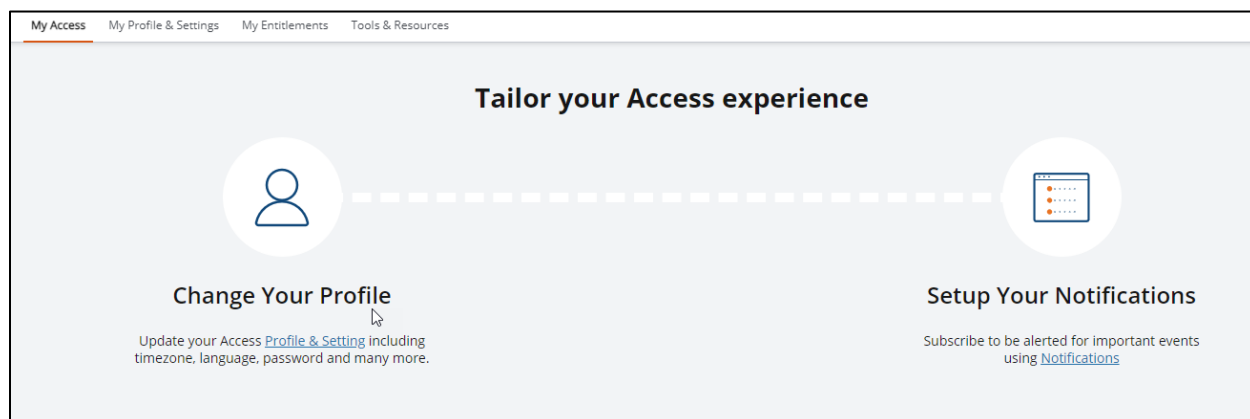 My Access My Profile & Settings My Entitlements Tools & Resources
Tailor your Access experience
Change Your Profile
Update your Access Profile & Setting including
timezone, language, password and many more.
Setup Your Notifications
Subscribe to be alerted for important events
using Notifications